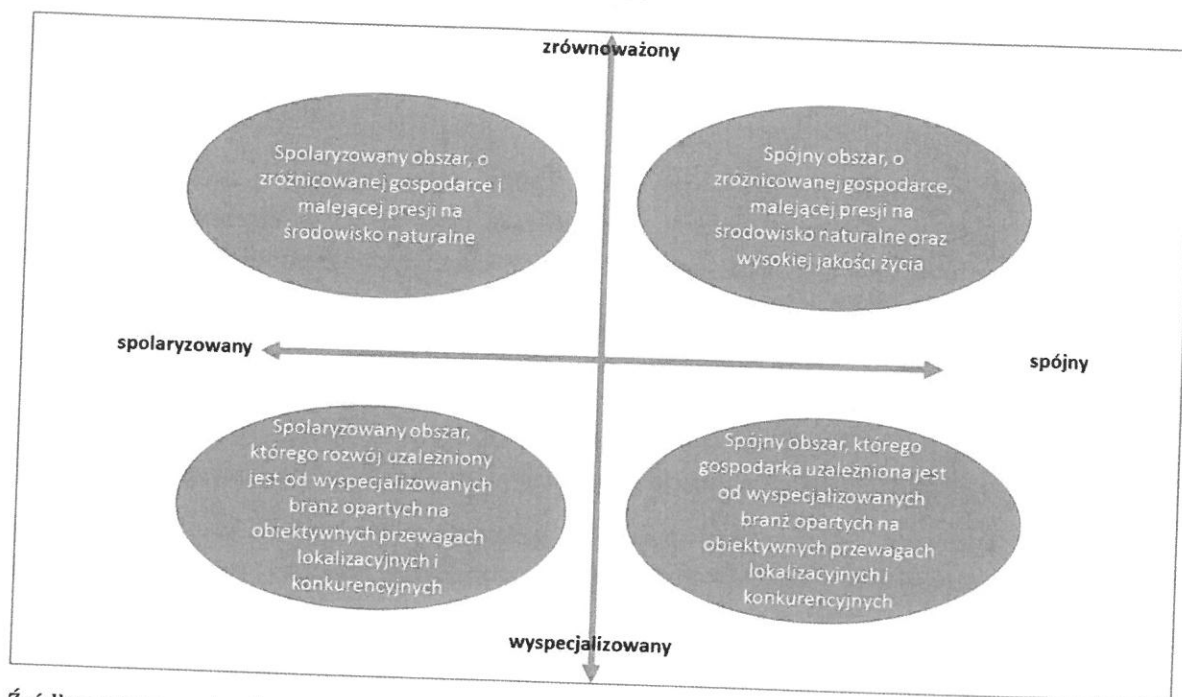 zrównoważony
Spolaryzowany obszar, o
zróżnicowanej gospodarce i
malejącej presji na
środowisko naturalne
Spójny obszar, o
zróżnicowanej gospodarce,
malejącej presji na
środowisko naturalne oraz
wysokiej jakości życia
spolaryzowany
spójny
Spolaryzowany obszar,
którego rozwój uzależniony
jest od wyspecjalizowanych
branż opartych na
obiektywnych przewagach
lokalizacyjnych i
konkurencyjnych
Spójny obszar, którego
gospodarka uzależniona jest
od wyspecjalizowanych
branż opartych na
obiektywnych przewagach
lokalizacyjnych i
konkurencyjnych
wyspecjalizowany